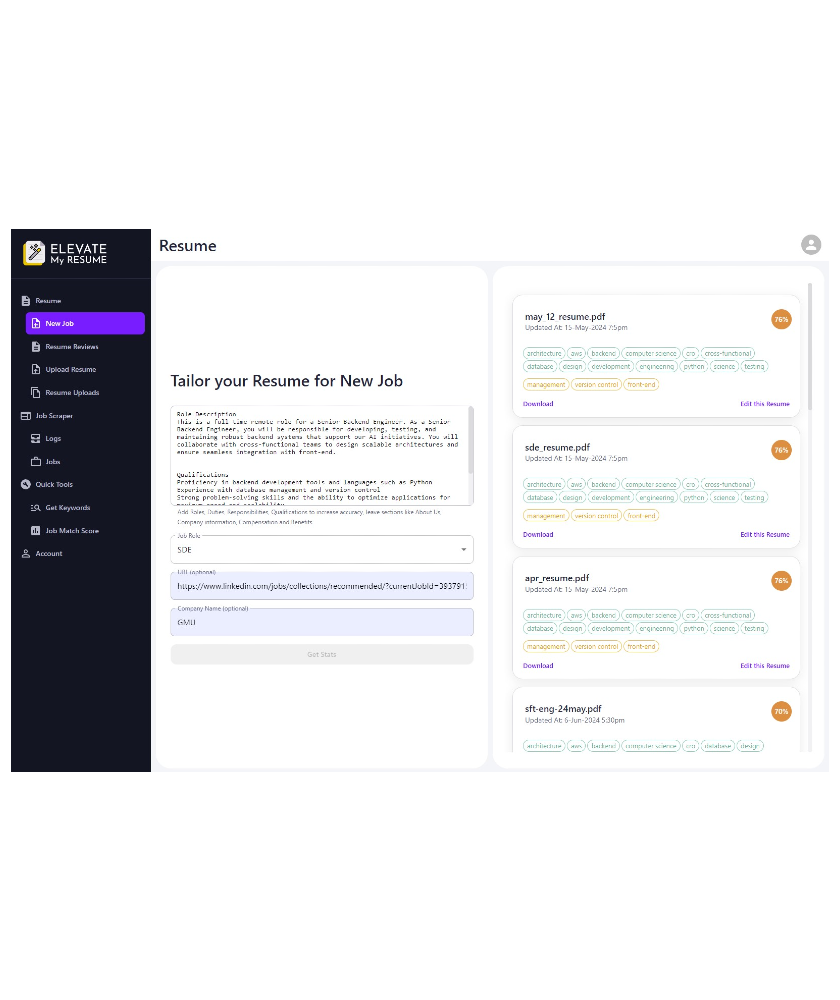 ELEVATE
My RESUME
Resume
Resume
New Job
Resume Reviews
Upload Resume
Resume Uploads
Job Scraper
Logs
Jobs
Quick Tools
Get Keywords
Job Match Score
Account
Tailor your Resume for New Job
Role Description
This is a full-time remote role for a Senior Backend Engineer. As a Senior
Backend Engineer, you will be responsible for developing, testing, and
maintaining robust backend systems that support our AI initiatives. You will
collaborate with cross-functional teams to design scalable architectures and
ensure seamless integration with front-end.
Qualifications
Proficiency in backend development tools and languages such as Python
Experience with database management and version control
Strong problem-solving skills and the ability to optimize applications for
Add Roles, Duties, Responsibilities, Qualifications to increase accuracy, leave sections like About Us,
Company information, Compensation and Benefits
Job Role
SDE
URL (optional)
https://www.linkedin.com/jobs/collections/recommended/?currentJobId=393791
Company Name (optional)
GMU
Get Stats
may_12_resume.pdf
76%
Updated At: 15-May-2024 7:5pm
architecture aws backend computer science cro cross-functional
database design development engineering python science testing
management version control front-end
Download Edit this Resume
sde_resume.pdf
76%
Updated At: 15-May-2024 7:5pm
architecture aws backend computer science cro cross-functional
database design development engineering python science testing
management version control front-end
Download Edit this Resume
apr_resume.pdf
76%
Updated At: 15-May-2024 7:5pm
architecture aws backend computer science cro cross-functional
database design development engineering python science testing
management version control front-end
Download Edit this Resume
sft-eng-24may.pdf
70%
Updated At: 6-Jun-2024 5:30pm
architecture aws backend computer science cro database design